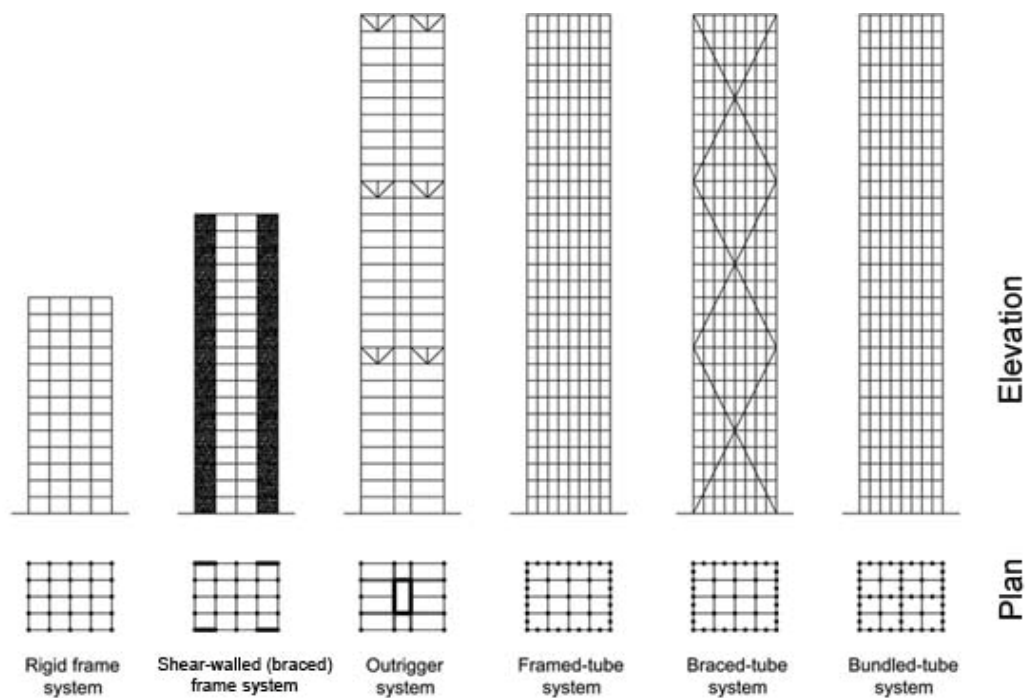 Elevation
Plan
Rigid frame
system
Shear-walled (braced)
frame system
Outrigger
system
Framed-tube
system
Braced-tube
system
Bundled-tube
system